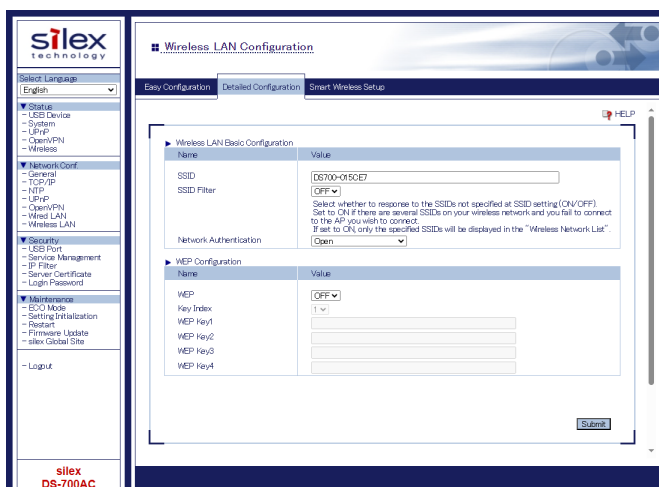 silex
technology
Select Language
English
▼ Status
- USB Device
- System
- UPnP
- OpenVPN
- Wireless
▼ Network Conf.
- General
- TCP/IP
- NTP
- UPnP
- OpenVPN
- Wired LAN
- Wireless LAN
▼ Security
- USB Port
- Service Management
- IP Filter
- Server Certificate
- Login Password
▼ Maintenance
- ECO Mode
- Setting Initialization
- Restart
- Firmware Update
- silex Global Site
- Logout
silex
DS-700AC
Wireless LAN Configuration
Easy Configuration Detailed Configuration Smart Wireless Setup
HELP
Wireless LAN Basic Configuration
Name Value
SSID DS700-015CE7
SSID Filter OFF
Select whether to response to the SSIDs not specified at SSID setting (ON/OFF).
Set to ON if there are several SSIDs on your wireless network and you fail to connect
to the AP you wish to connect.
If set to ON, only the specified SSIDs will be displayed in the "Wireless Network List".
Network Authentication Open
WEP Configuration
Name Value
WEP OFF
Key Index 1
WEP Key1
WEP Key2
WEP Key3
WEP Key4
Submit